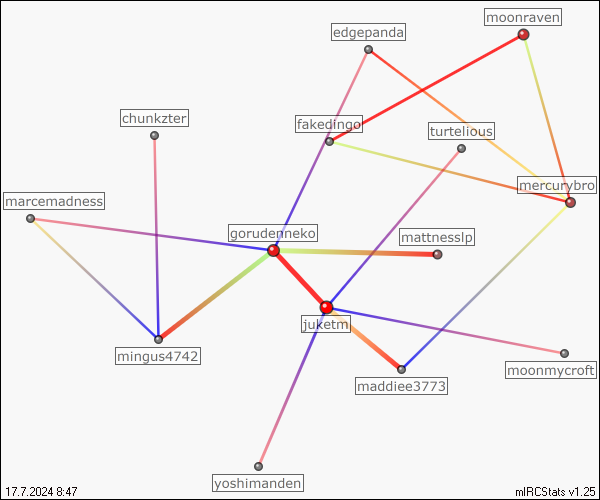 moonraven
edgepanda
chunkzter
fakedingo
turtelious
mercurybro
marcemadness
gorudenneko
mattnesslp
juketm
mingus4742
moonmycroft
maddiee3773
yoshimanden
17.7.2024 8:47
mIRCStats v1.25